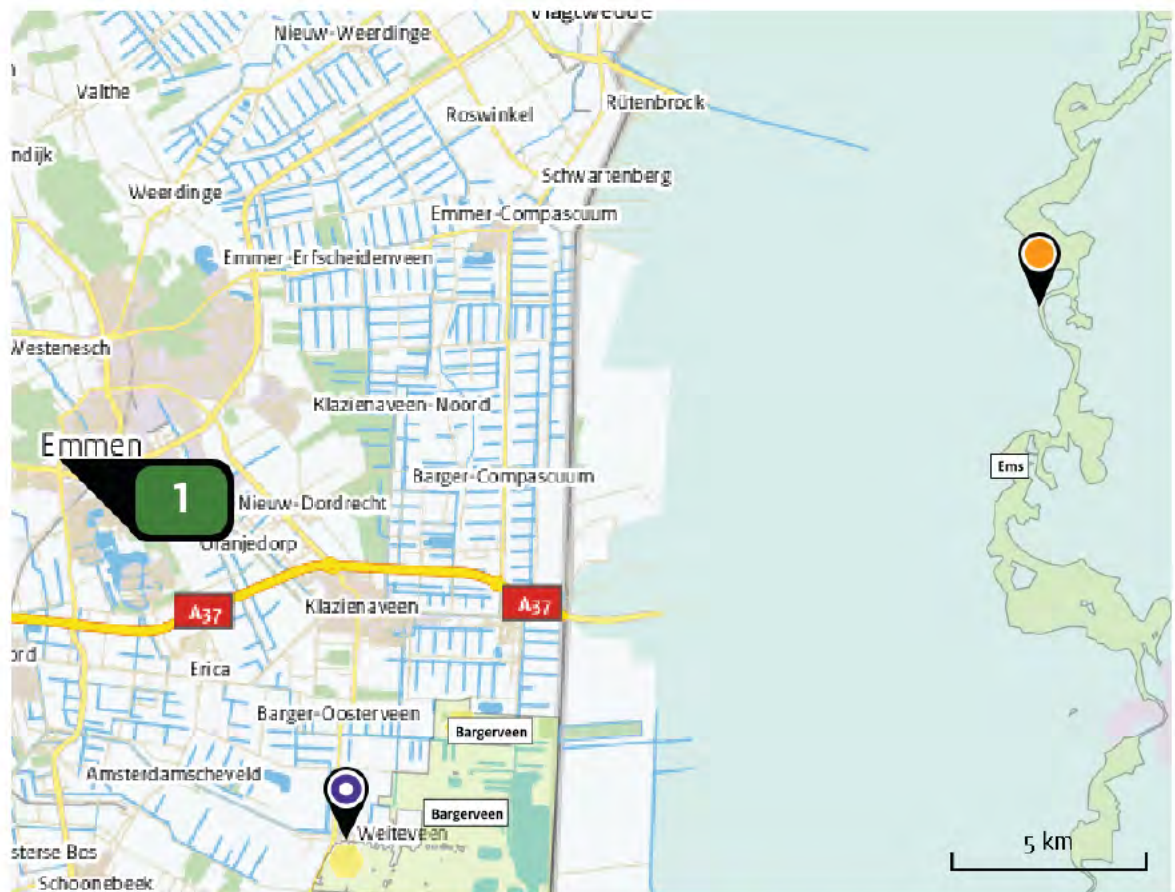 Vlagtwedde
Nieuw-Weerdinge
Valthe
Rütenbrock
Roswinkel
ndijk
Schwartenberg
Weerdinge
Emmer-Compascuum
Emmer-Erfscheidenveen
Westenesch
Klazienaveen-Noord
Emmen
Ems
Barger-Compascuum
1
Nieuw-Dordrecht
Oranjedorp
A37
A37
Klazienaveen
ord
Erica
Barger-Oosterveen
Bargerveen
Amsterdamscheveld
Bargerveen
Weiteveen
5 km
sterse Bos
Schoonebeek